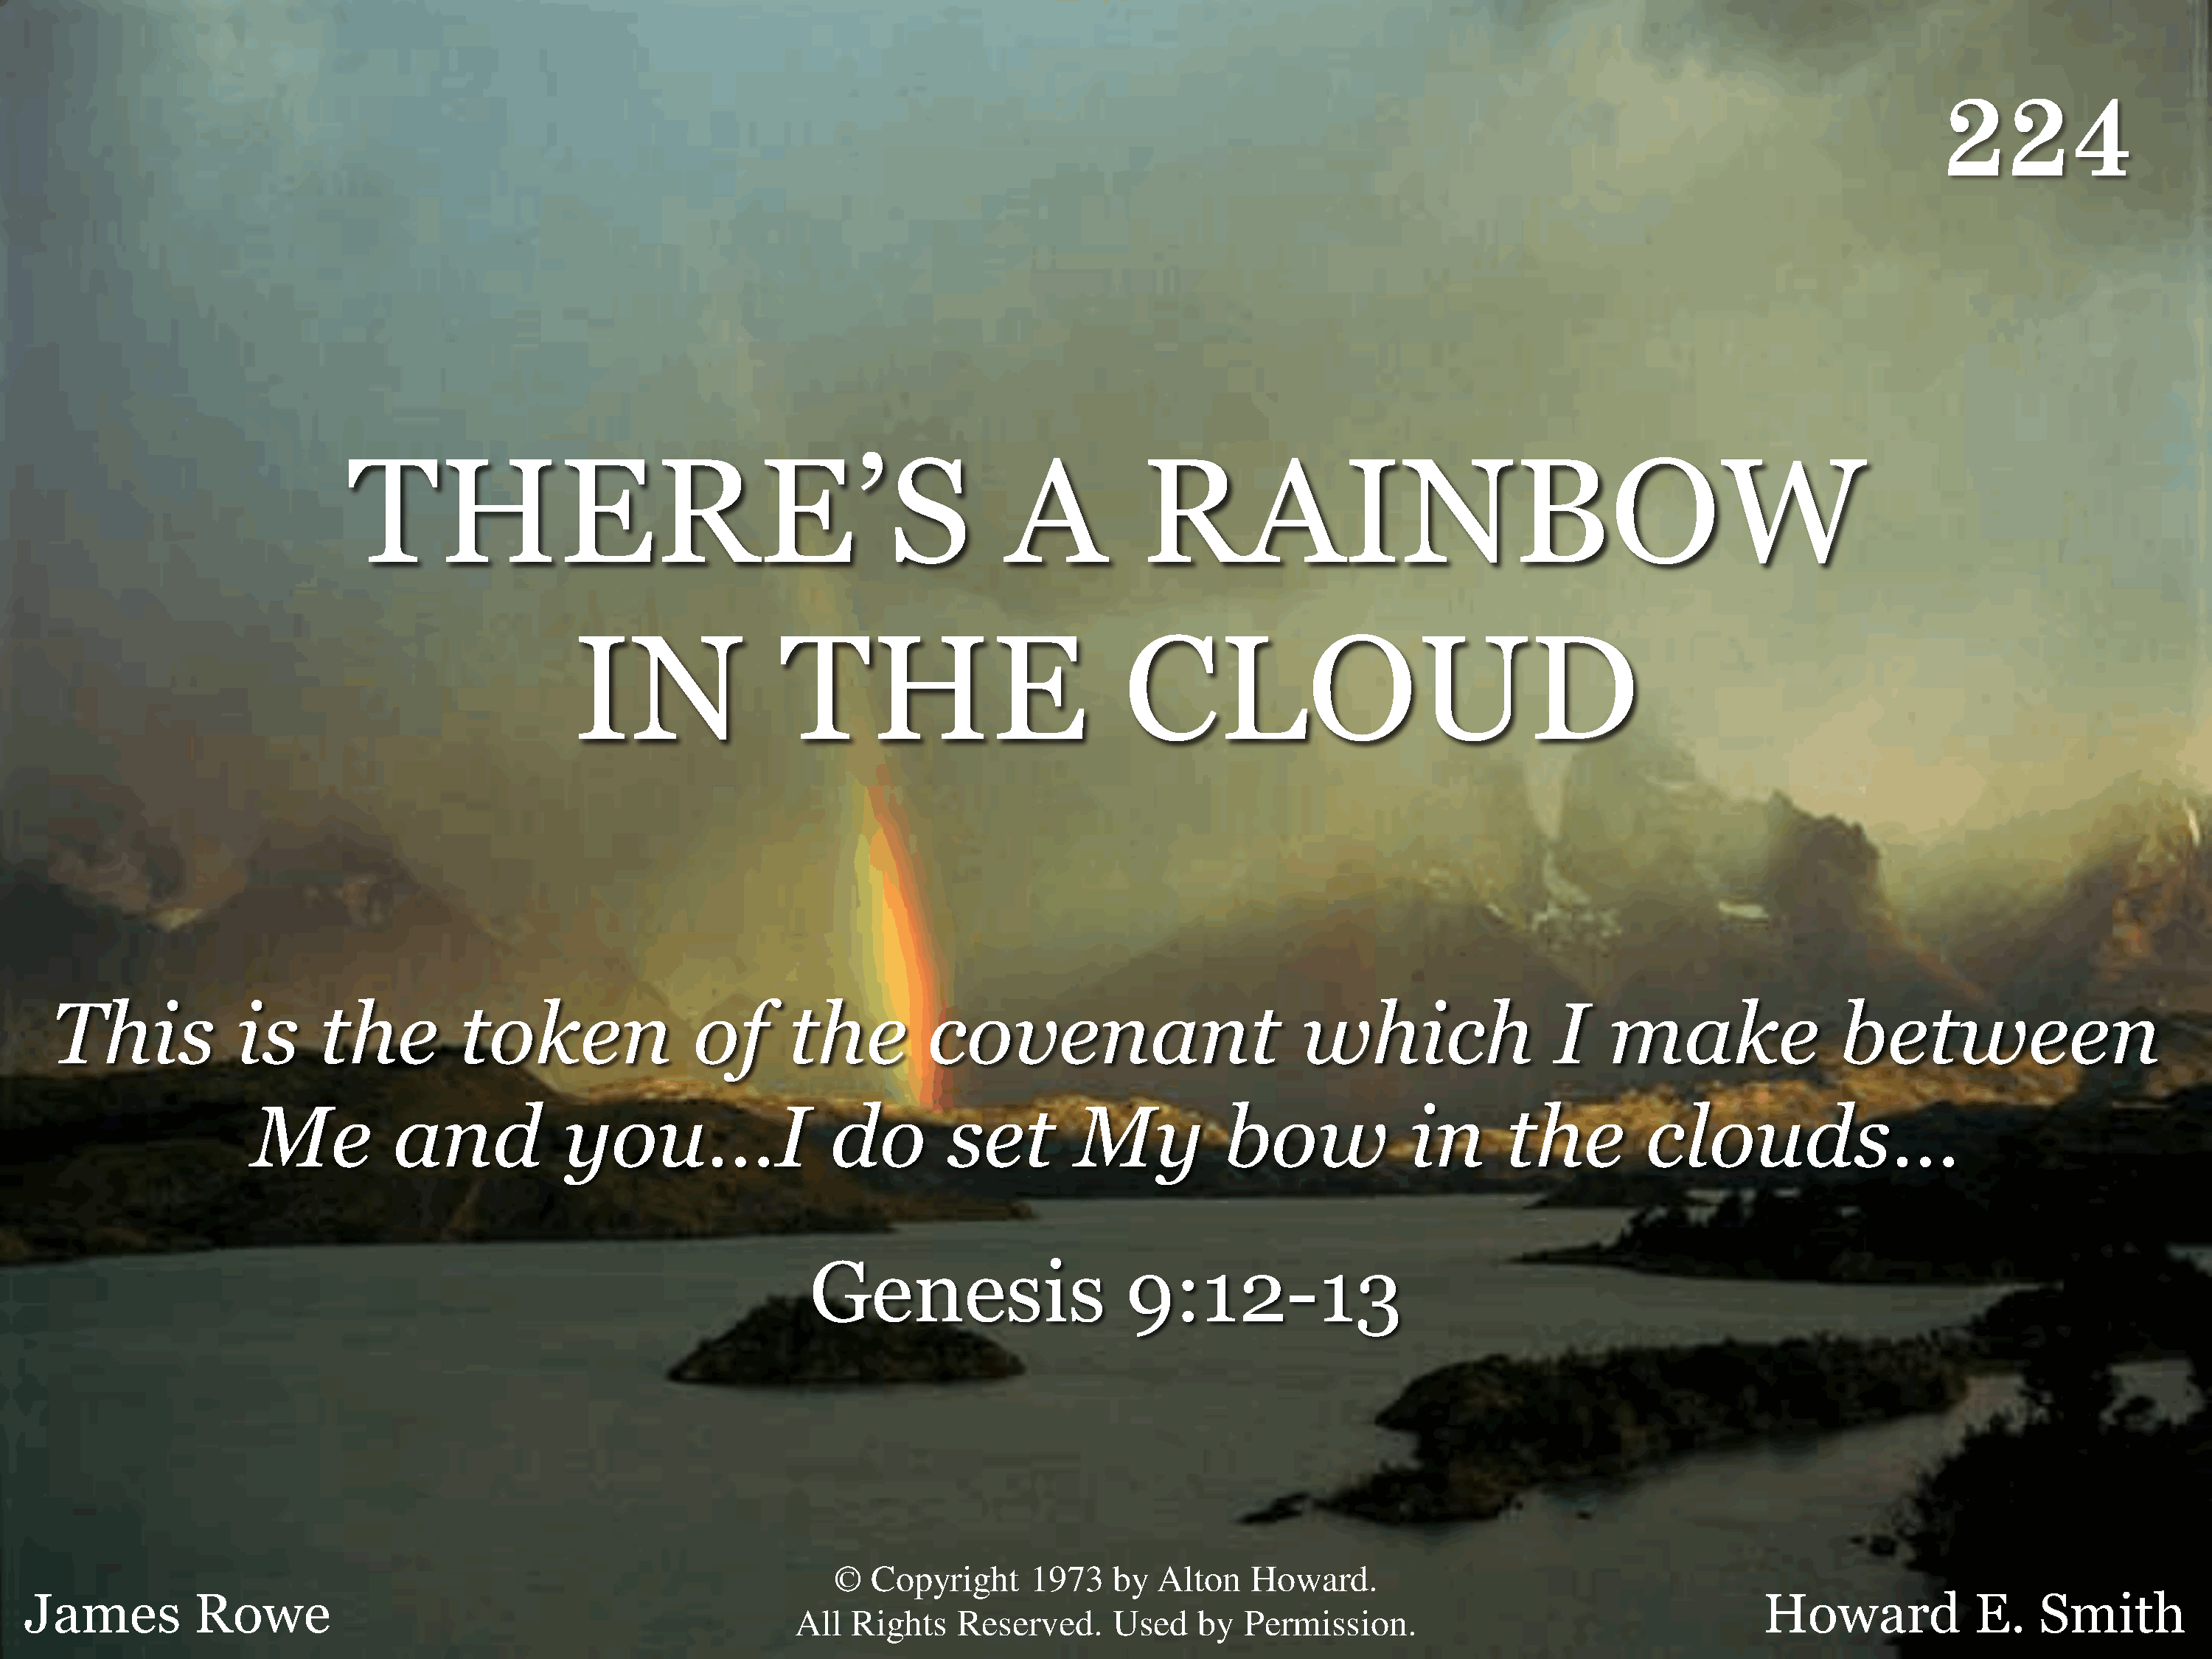 224
THERE’S A RAINBOW
IN THE CLOUD
This is the token of the covenant which I make between
Me and you…I do set My bow in the clouds…
Genesis 9:12-13
© Copyright 1973 by Alton Howard.
All Rights Reserved. Used by Permission.
James Rowe
Howard E. Smith